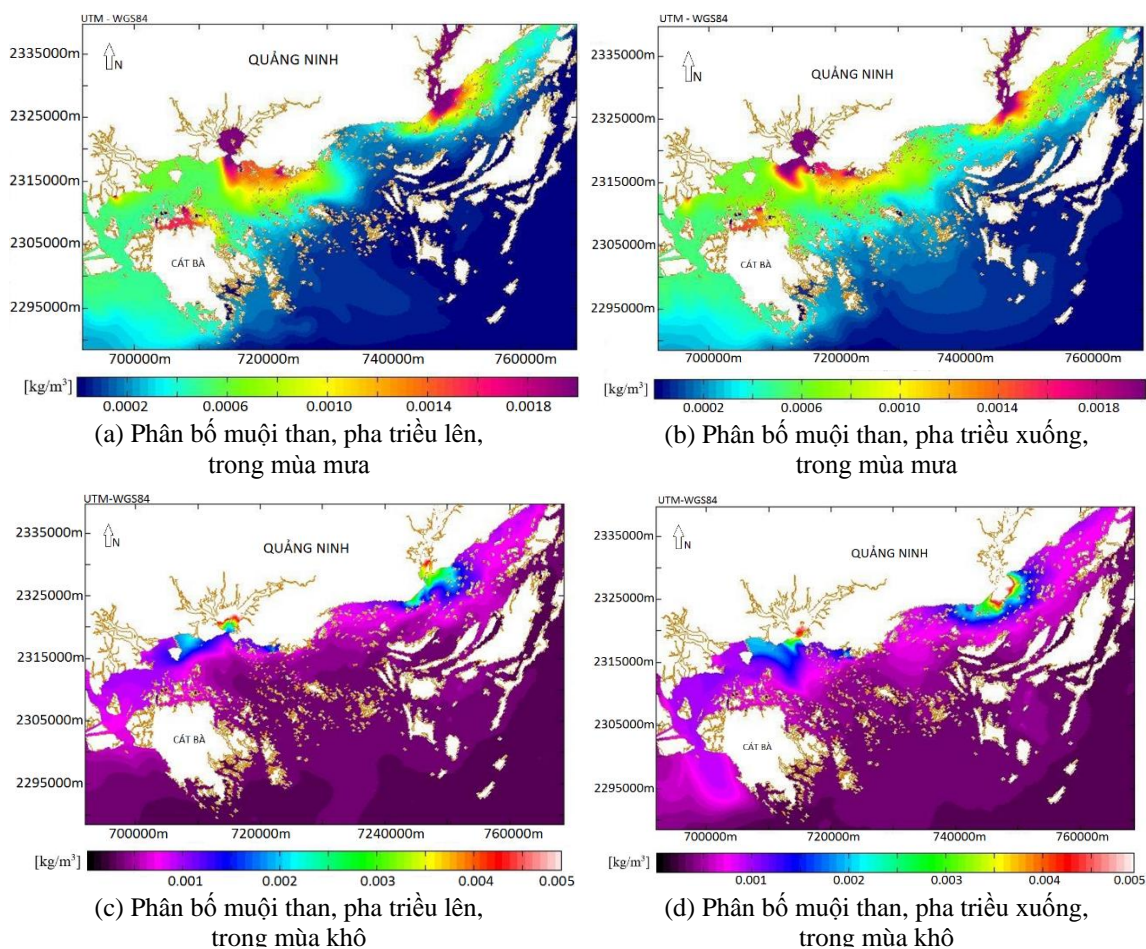 UTM - WGS84
2335000m
N
QUẢNG NINH
2325000m
2315000m
2305000m
CÁT BÀ
2295000m
700000m 720000m 740000m 760000m
[kg/m³]
0.0002 0.0006 0.0010 0.0014 0.0018
(a) Phân bố muội than, pha triều lên,
trong mùa mưa
UTM - WGS84
2335000m
N
QUẢNG NINH
2325000m
2315000m
2305000m
CÁT BÀ
2295000m
700000m 720000m 740000m 760000m
[kg/m³]
0.0002 0.0006 0.0010 0.0014 0.0018
(b) Phân bố muội than, pha triều xuống,
trong mùa mưa
UTM-WGS84
2335000m
N
QUẢNG NINH
2325000m
2315000m
2305000m
CÁT BÀ
2295000m
700000m 720000m 7240000m 760000m
[kg/m³]
0.001 0.002 0.003 0.004 0.005
(c) Phân bố muội than, pha triều lên,
trong mùa khô
UTM-WGS84
2335000m
N
QUẢNG NINH
2325000m
2315000m
2305000m
CÁT BÀ
2295000m
700000m 720000m 740000m 760000m
[kg/m³]
0.001 0.002 0.003 0.004 0.005
(d) Phân bố muội than, pha triều xuống,
trong mùa khô